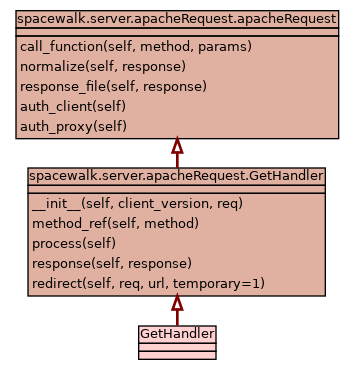 spacewalk.server.apacheRequest.apacheRequest
call_function(self, method, params)
normalize(self, response)
response_file(self, response)
auth_client(self)
auth_proxy(self)
spacewalk.server.apacheRequest.GetHandler
__init__(self, client_version, req)
method_ref(self, method)
process(self)
response(self, response)
redirect(self, req, url, temporary=1)
GetHandler